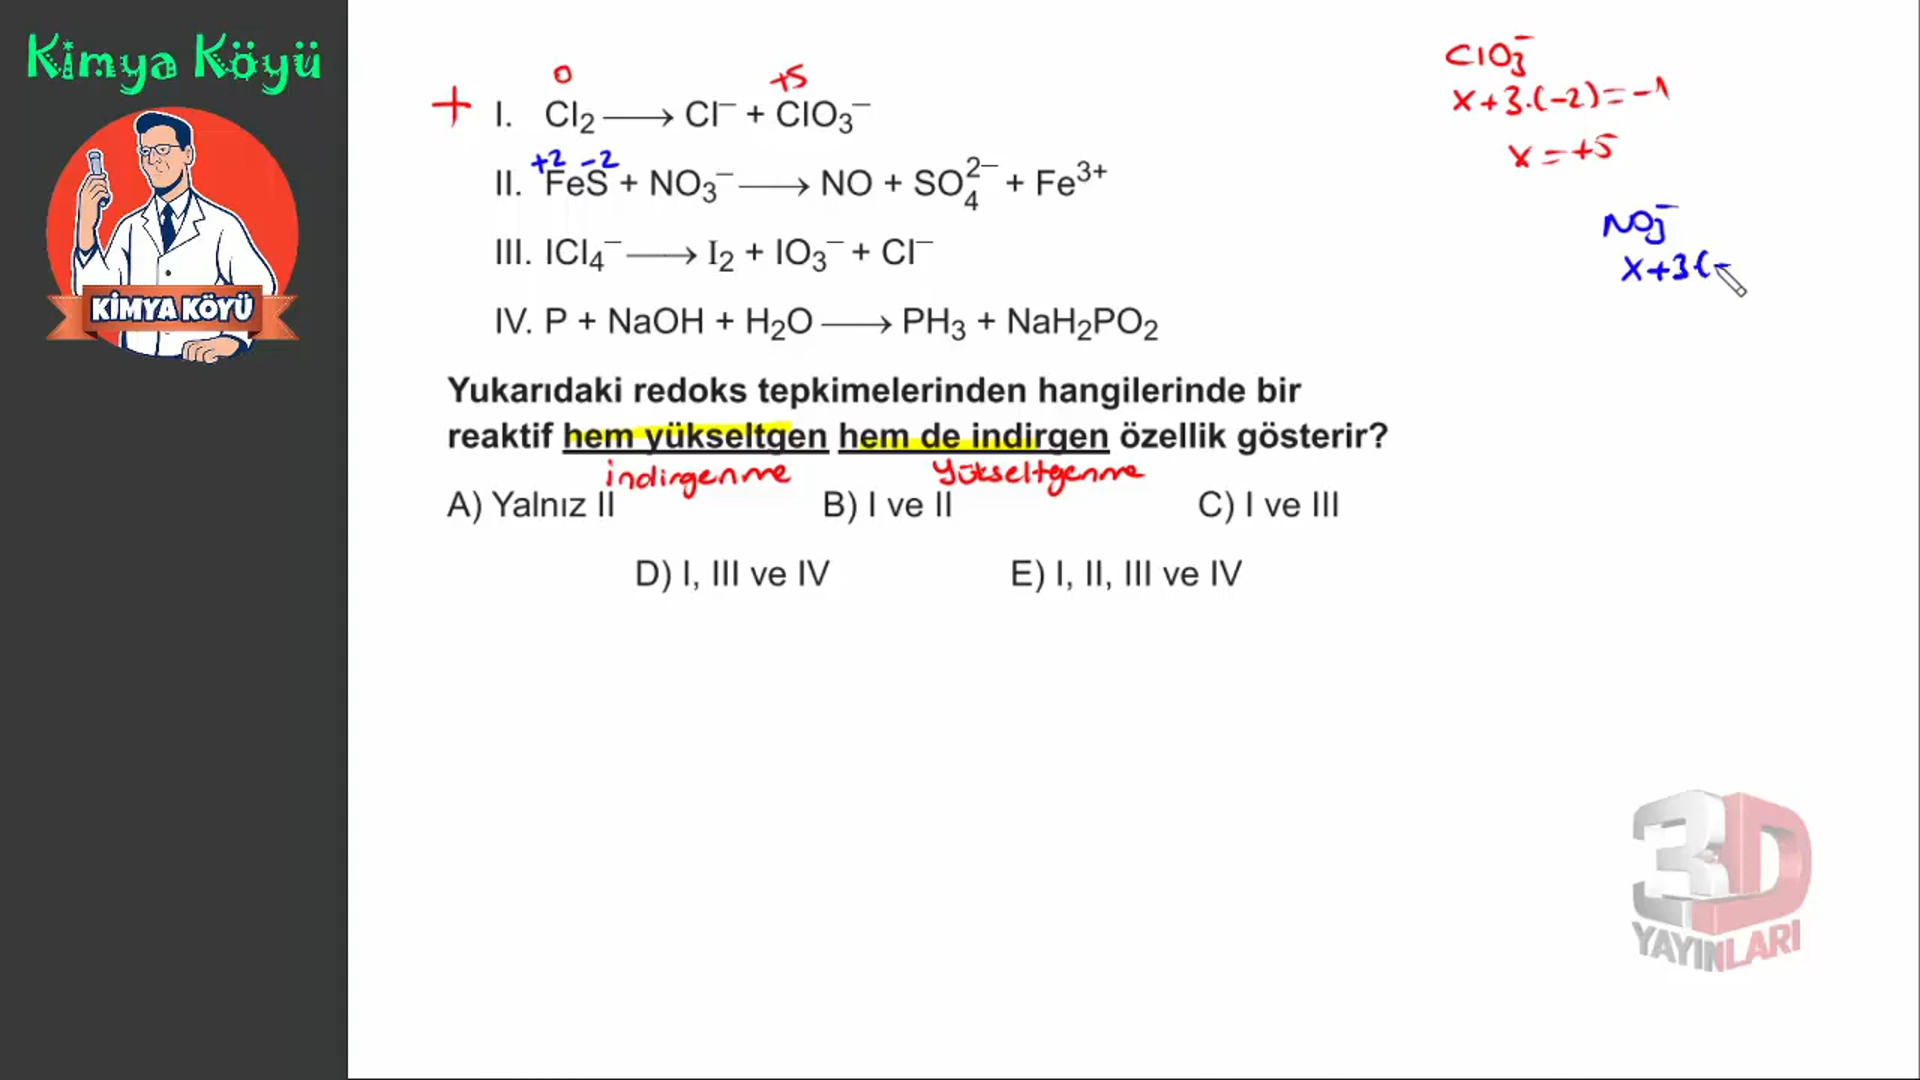 Kimya Köyü
KİMYA KÖYÜ
0 +5
+ I. Cl₂ ⟶ Cl⁻ + ClO₃⁻
+2 -2
II. FeS + NO₃⁻ ⟶ NO + SO₄²⁻ + Fe³⁺
III. ICl₄⁻ ⟶ I₂ + IO₃⁻ + Cl⁻
IV. P + NaOH + H₂O ⟶ PH₃ + NaH₂PO₂
Yukarıdaki redoks tepkimelerinden hangilerinde bir
reaktif hem yükseltgen hem de indirgen özellik gösterir?
indirgenme yükseltgenme
A) Yalnız II B) I ve II C) I ve III
D) I, III ve IV E) I, II, III ve IV
ClO₃⁻
x+3.(-2)=-1
x=+5
NO₃⁻
x+3.(-
3D
YAYINLARI